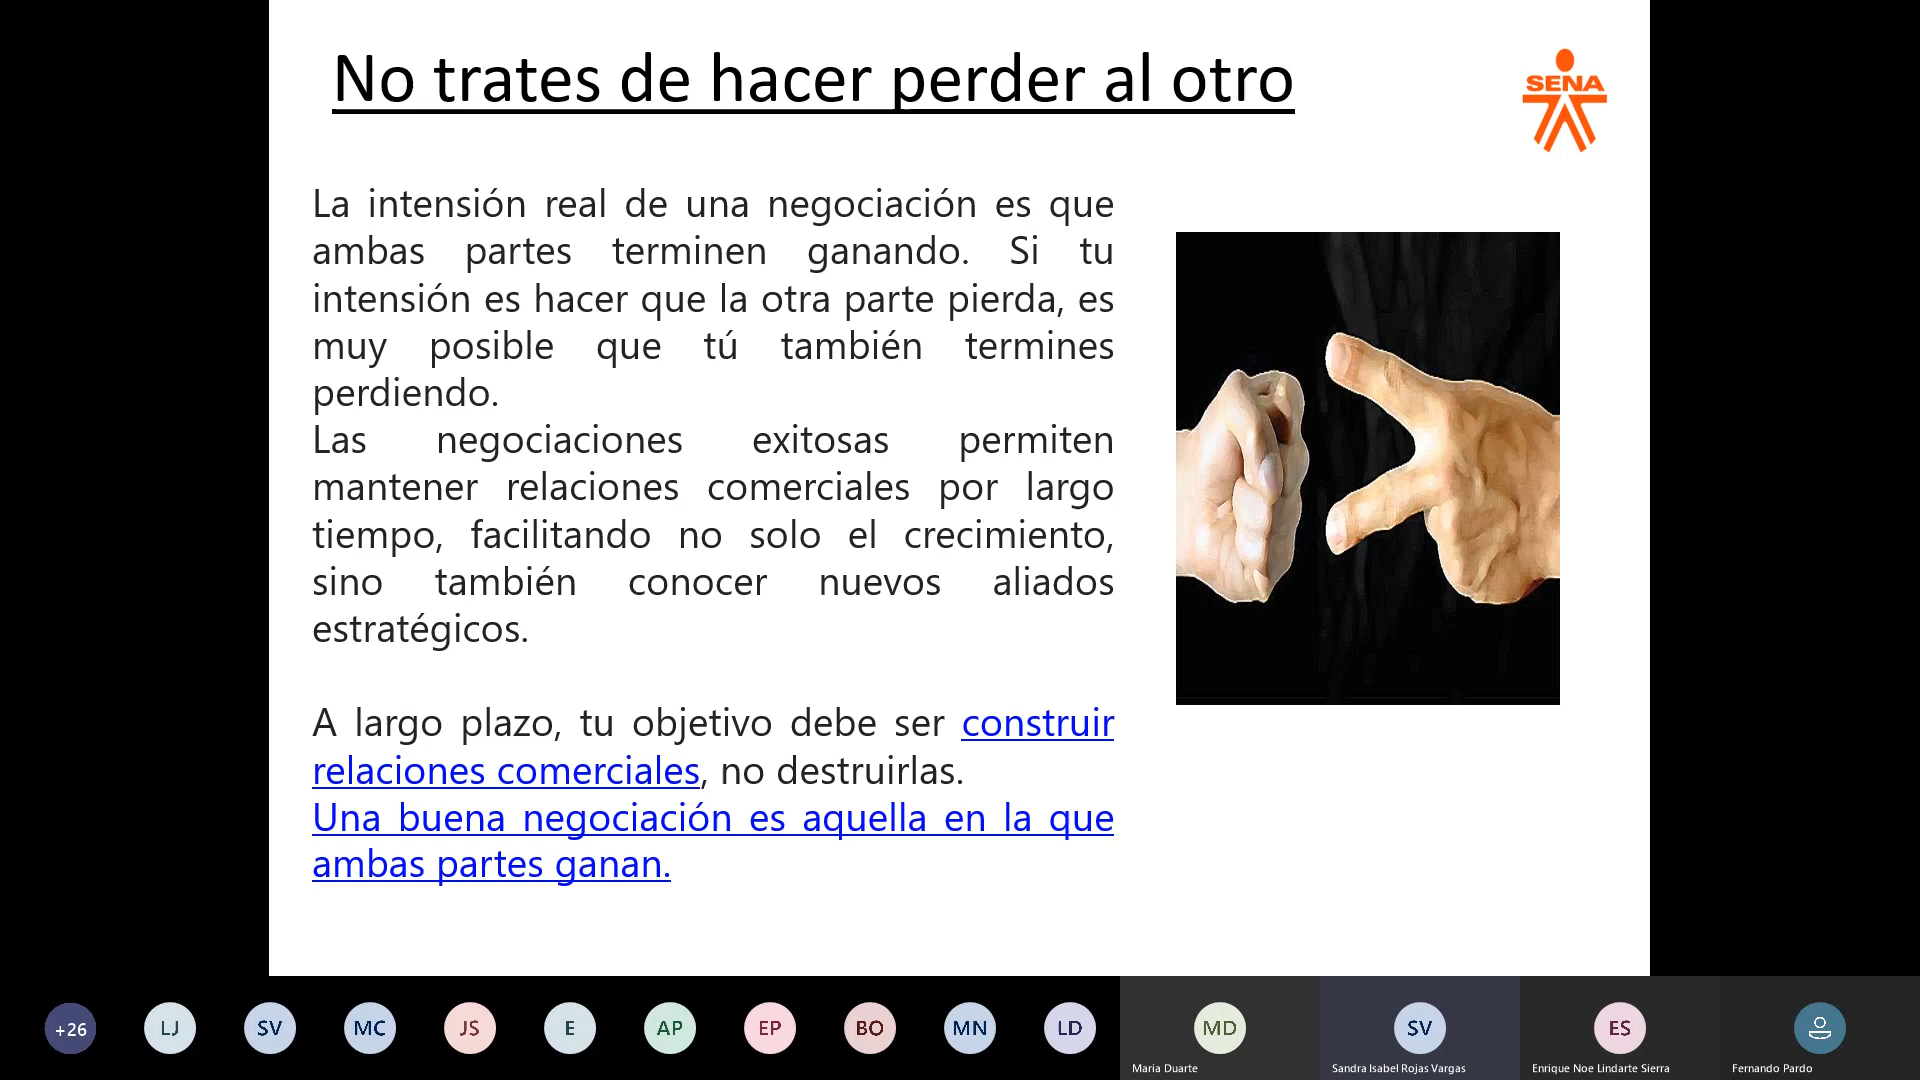 No trates de hacer perder al otro
SENA
La intensión real de una negociación es que
ambas partes terminen ganando. Si tu
intensión es hacer que la otra parte pierda, es
muy posible que tú también termines
perdiendo.
Las negociaciones exitosas permiten
mantener relaciones comerciales por largo
tiempo, facilitando no solo el crecimiento,
sino también conocer nuevos aliados
estratégicos.
A largo plazo, tu objetivo debe ser construir
relaciones comerciales, no destruirlas.
Una buena negociación es aquella en la que
ambas partes ganan.
+26 LJ SV MC JS E AP EP BO MN LD MD SV ES
Maria Duarte Sandra Isabel Rojas Vargas Enrique Noe Lindarte Sierra Fernando Pardo